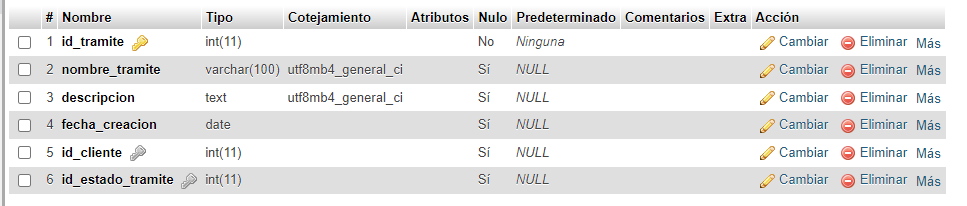 # Nombre Tipo Cotejamiento Atributos Nulo Predeterminado Comentarios Extra Acción
1 id_tramite int(11) No Ninguna Cambiar Eliminar Más
2 nombre_tramite varchar(100) utf8mb4_general_ci Sí NULL Cambiar Eliminar Más
3 descripcion text utf8mb4_general_ci Sí NULL Cambiar Eliminar Más
4 fecha_creacion date Sí NULL Cambiar Eliminar Más
5 id_cliente int(11) Sí NULL Cambiar Eliminar Más
6 id_estado_tramite int(11) Sí NULL Cambiar Eliminar Más